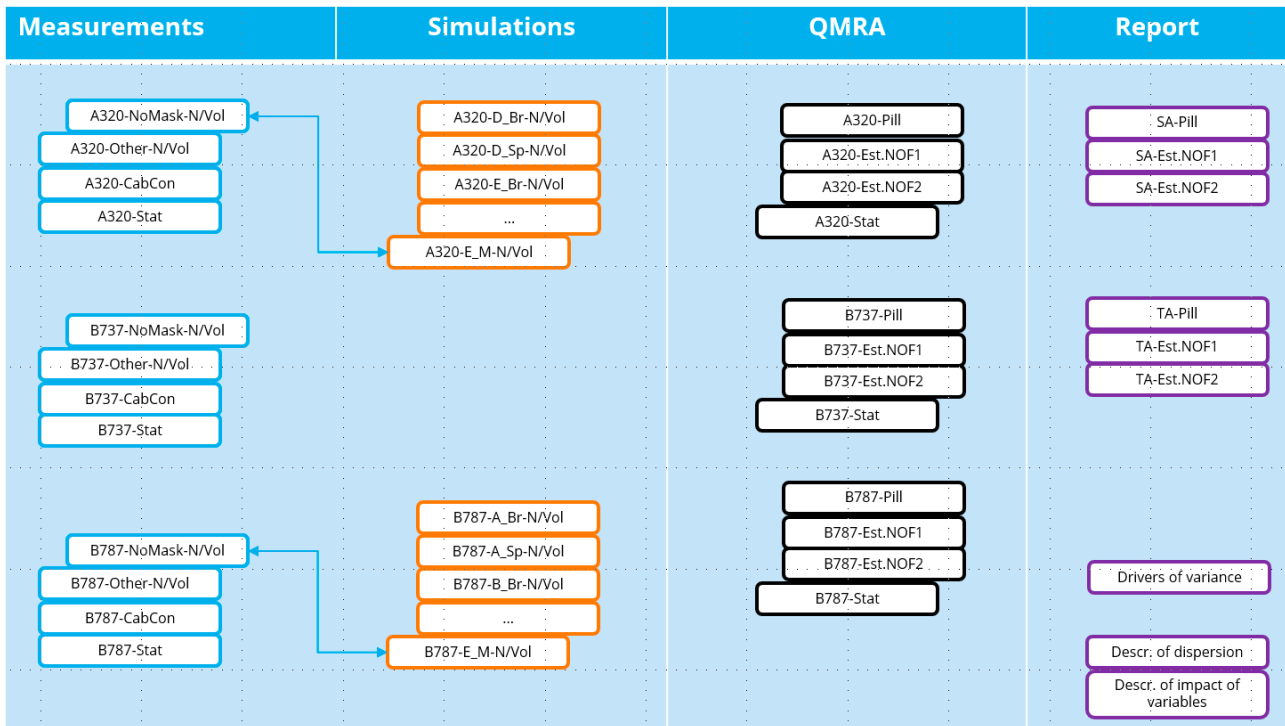 Measurements
Simulations
QMRA
Report
A320-NoMask-N/Vol
A320-Other-N/Vol
A320-CabCon
A320-Stat
B737-NoMask-N/Vol
B737-Other-N/Vol
B737-CabCon
B737-Stat
B787-NoMask-N/Vol
B787-Other-N/Vol
B787-CabCon
B787-Stat
A320-D_Br-N/Vol
A320-D_Sp-N/Vol
A320-E_Br-N/Vol
...
A320-E_M-N/Vol
B787-A_Br-N/Vol
B787-A_Sp-N/Vol
B787-B_Br-N/Vol
...
B787-E_M-N/Vol
A320-Pill
A320-Est.NOF1
A320-Est.NOF2
A320-Stat
B737-Pill
B737-Est.NOF1
B737-Est.NOF2
B737-Stat
B787-Pill
B787-Est.NOF1
B787-Est.NOF2
B787-Stat
SA-Pill
SA-Est.NOF1
SA-Est.NOF2
TA-Pill
TA-Est.NOF1
TA-Est.NOF2
Drivers of variance
Descr. of dispersion
Descr. of impact of
variables